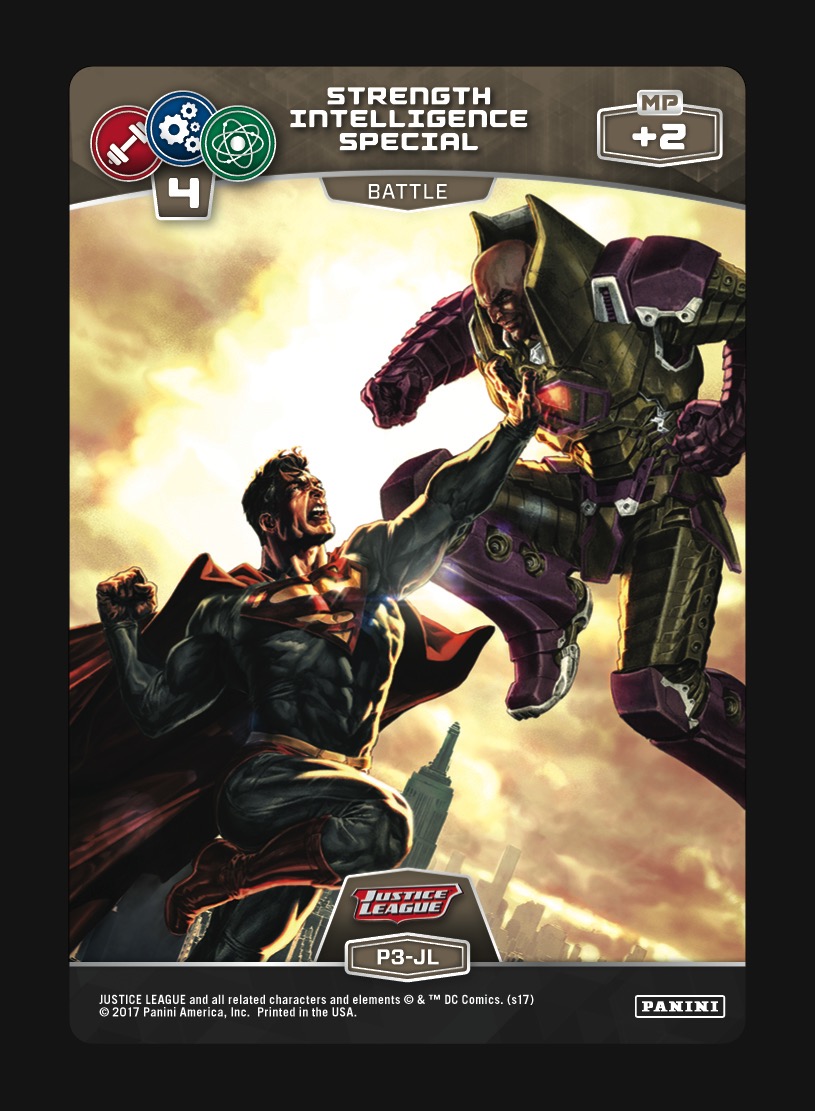 STRENGTH
INTELLIGENCE
SPECIAL
MP
+2
4
BATTLE
JUSTICE
LEAGUE
P3-JL
JUSTICE LEAGUE and all related characters and elements © & ™ DC Comics. (s17)
© 2017 Panini America, Inc. Printed in the USA.
PANINI